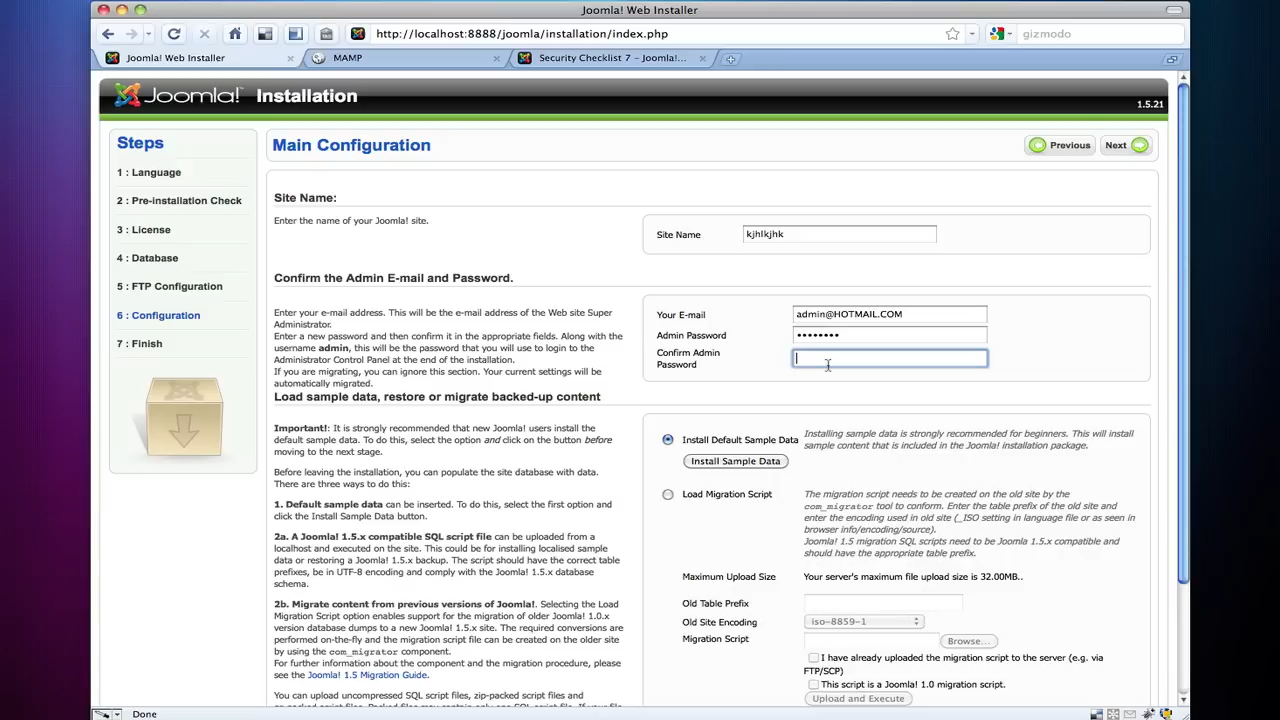 Joomla! Web Installer
http://localhost:8888/joomla/installation/index.php
gizmodo
Joomla! Web Installer
MAMP
Security Checklist 7 – Joomla!...
Joomla! Installation
1.5.21
Steps
1 : Language
2 : Pre-installation Check
3 : License
4 : Database
5 : FTP Configuration
6 : Configuration
7 : Finish
Main Configuration
Previous
Next
Site Name:
Enter the name of your Joomla! site.
Site Name
kjhlkjhk
Confirm the Admin E-mail and Password.
Enter your e-mail address. This will be the e-mail address of the Web site Super
Administrator.
Enter a new password and then confirm it in the appropriate fields. Along with the
username admin, this will be the password that you will use to login to the
Administrator Control Panel at the end of the installation.
If you are migrating, you can ignore this section. Your current settings will be
automatically migrated.
Your E-mail
admin@HOTMAIL.COM
Admin Password
••••••••
Confirm Admin
Password
Load sample data, restore or migrate backed-up content
Important!: It is strongly recommended that new Joomla! users install the
default sample data. To do this, select the option and click on the button before
moving to the next stage.
Before leaving the installation, you can populate the site database with data.
There are three ways to do this:
1. Default sample data can be inserted. To do this, select the first option and
click the Install Sample Data button.
2a. A Joomla! 1.5.x compatible SQL script file can be uploaded from a
localhost and executed on the site. This could be for installing localised sample
data or restoring a Joomla! 1.5.x backup. The script should have the correct table
prefixes, be in UTF-8 encoding and comply with the Joomla! 1.5.x database
schema.
2b. Migrate content from previous versions of Joomla!. Selecting the Load
Migration Script option enables support for the migration of older Joomla! 1.0.x
version database dumps to a new Joomla! 1.5.x site. The required conversions are
performed on-the-fly and the migration script file can be created on the older site
by using the com_migrator component.
For further information about the component and the migration procedure, please
see the Joomla! 1.5 Migration Guide.
You can upload uncompressed SQL script files, zip-packed script files and
Install Default Sample Data
Installing sample data is strongly recommended for beginners. This will install
sample content that is included in the Joomla! installation package.
Install Sample Data
Load Migration Script
The migration script needs to be created on the old site by the
com_migrator tool to conform. Enter the table prefix of the old site and
enter the encoding used in old site (_ISO setting in language file or as seen in
browser info/encoding/source).
Joomla! 1.5 migration SQL scripts need to be Joomla 1.5.x compatible and
should have the appropriate table prefix.
Maximum Upload Size
Your server's maximum file upload size is 32.00MB..
Old Table Prefix
Old Site Encoding
iso-8859-1
Migration Script
Browse...
I have already uploaded the migration script to the server (e.g. via
FTP/SCP)
This script is a Joomla! 1.0 migration script.
Upload and Execute
Done